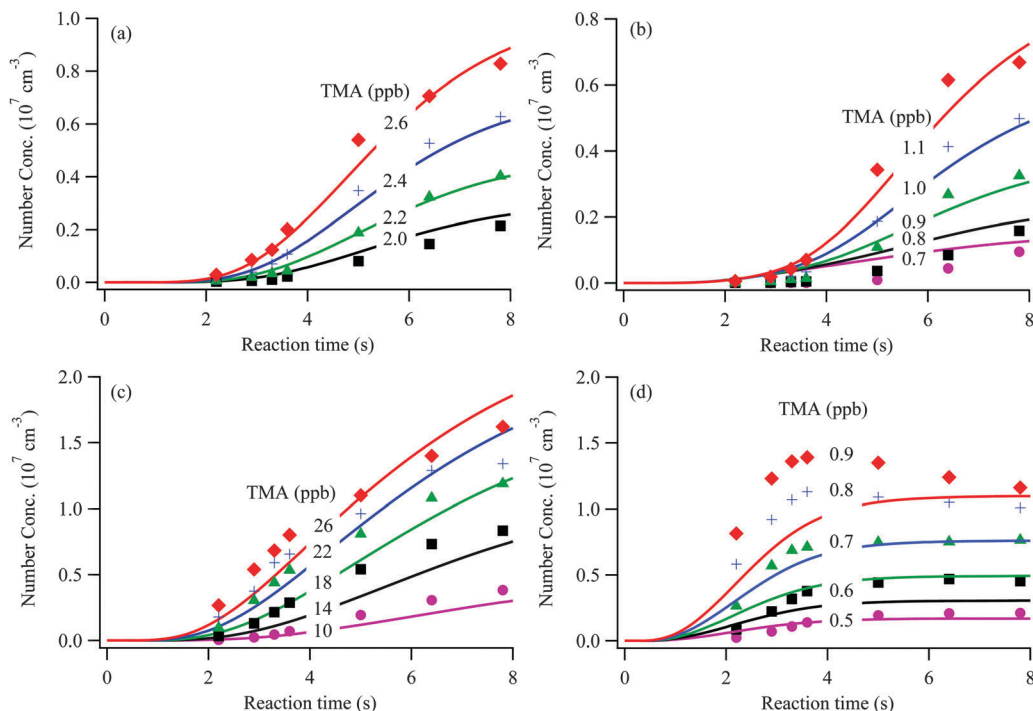 (a)
Number Conc. (10⁷ cm⁻³)
1.0
0.8
0.6
0.4
0.2
0.0
TMA (ppb)
2.6
2.4
2.2
2.0
0 2 4 6 8
Reaction time (s)
(b)
Number Conc. (10⁷ cm⁻³)
0.8
0.6
0.4
0.2
0.0
TMA (ppb)
1.1
1.0
0.9
0.8
0.7
0 2 4 6 8
Reaction time (s)
(c)
Number Conc. (10⁷ cm⁻³)
2.0
1.5
1.0
0.5
0.0
TMA (ppb)
26
22
18
14
10
0 2 4 6 8
Reaction time (s)
(d)
Number Conc. (10⁷ cm⁻³)
2.0
1.5
1.0
0.5
0.0
TMA (ppb)
0.9
0.8
0.7
0.6
0.5
0 2 4 6 8
Reaction time (s)